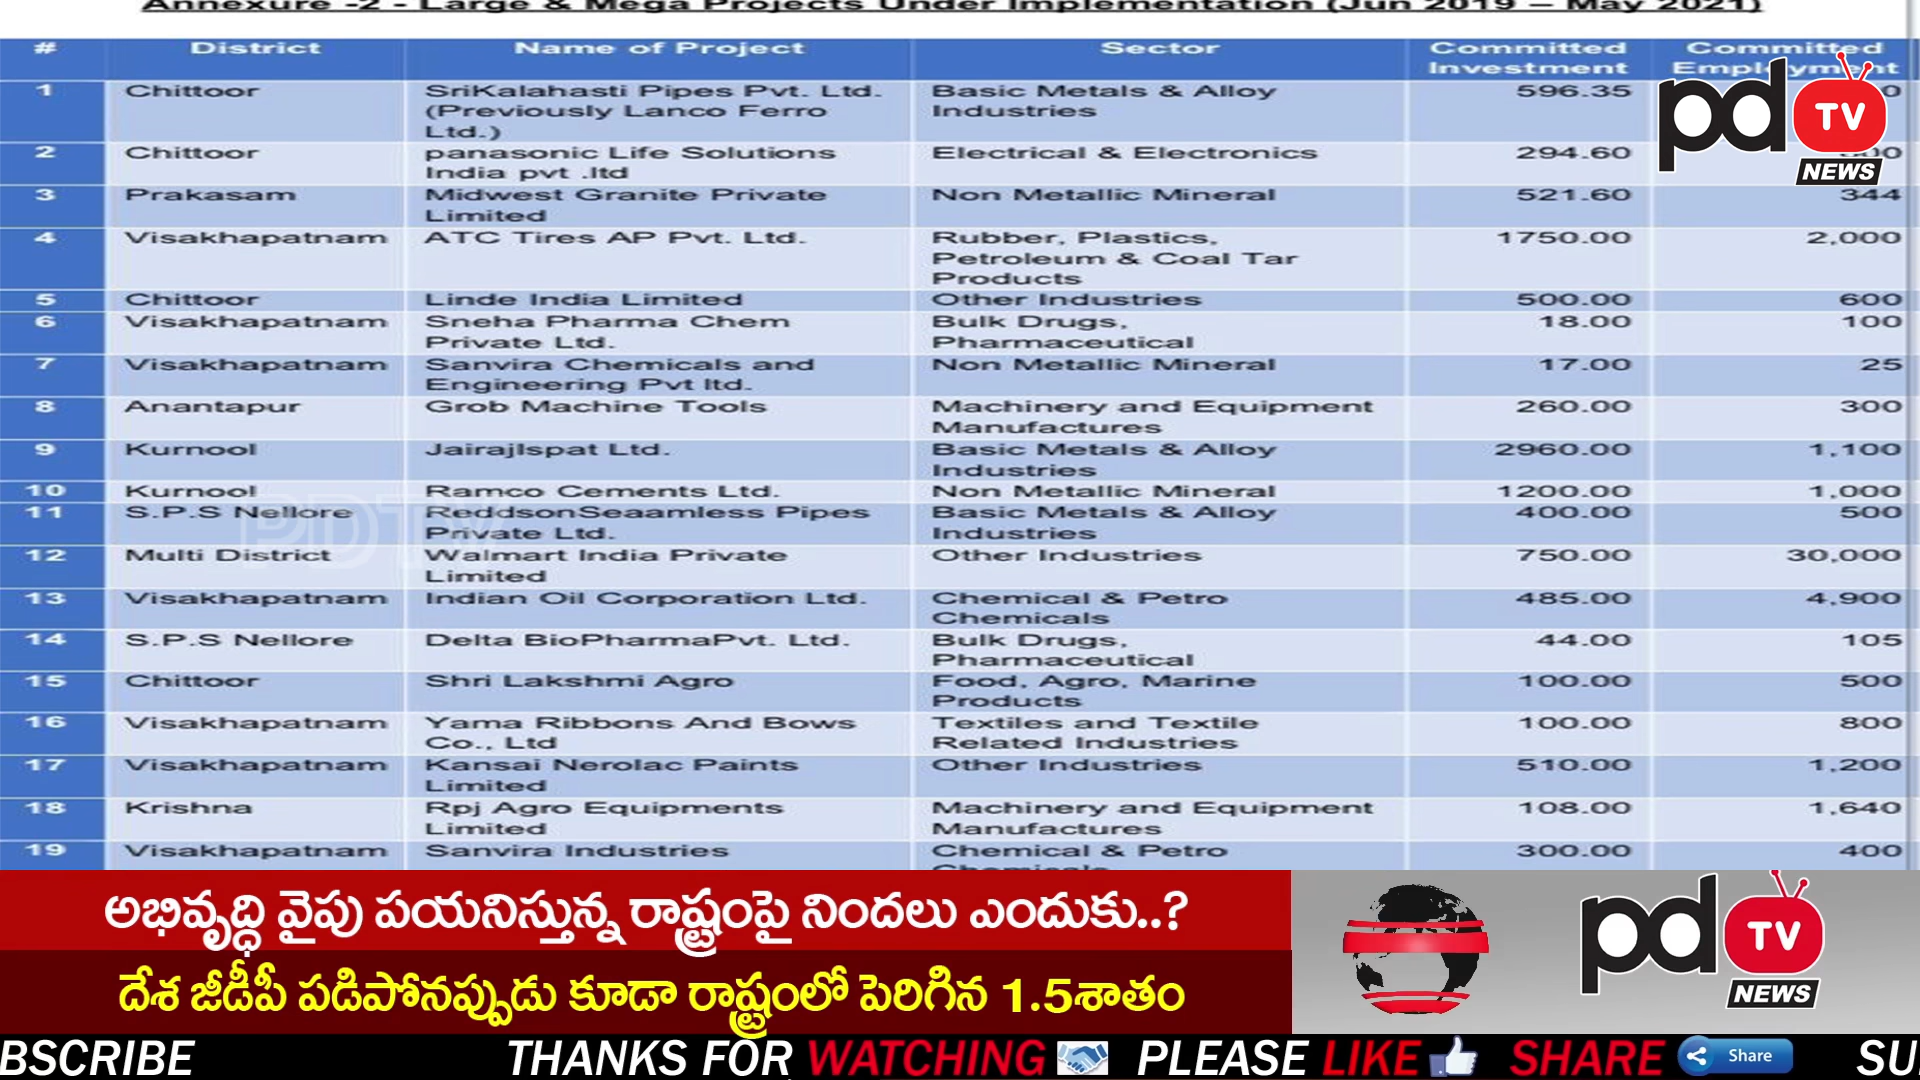 Annexure -2 - Large & Mega Projects Under Implementation (Jun 2019 – May 2021)
# District Name of Project Sector Committed Committed
Investment Employment
1 Chittoor SriKalahasti Pipes Pvt. Ltd. Basic Metals & Alloy 596.35
(Previously Lanco Ferro Industries
Ltd.)
2 Chittoor panasonic Life Solutions Electrical & Electronics 294.60
India pvt .ltd
3 Prakasam Midwest Granite Private Non Metallic Mineral 521.60 344
Limited
4 Visakhapatnam ATC Tires AP Pvt. Ltd. Rubber, Plastics, 1750.00 2,000
Petroleum & Coal Tar
Products
5 Chittoor Linde India Limited Other Industries 500.00 600
6 Visakhapatnam Sneha Pharma Chem Bulk Drugs, 18.00 100
Private Ltd. Pharmaceutical
7 Visakhapatnam Sanvira Chemicals and Non Metallic Mineral 17.00 25
Engineering Pvt ltd.
8 Anantapur Grob Machine Tools Machinery and Equipment 260.00 300
Manufactures
9 Kurnool JairajIspat Ltd. Basic Metals & Alloy 2960.00 1,100
Industries
10 Kurnool Ramco Cements Ltd. Non Metallic Mineral 1200.00 1,000
11 S.P.S Nellore ReddsonSeaamless Pipes Basic Metals & Alloy 400.00 500
Private Ltd. Industries
12 Multi District Walmart India Private Other Industries 750.00 30,000
Limited
13 Visakhapatnam Indian Oil Corporation Ltd. Chemical & Petro 485.00 4,900
Chemicals
14 S.P.S Nellore Delta BioPharmaPvt. Ltd. Bulk Drugs, 44.00 105
Pharmaceutical
15 Chittoor Shri Lakshmi Agro Food, Agro, Marine 100.00 500
Products
16 Visakhapatnam Yama Ribbons And Bows Textiles and Textile 100.00 800
Co., Ltd Related Industries
17 Visakhapatnam Kansai Nerolac Paints Other Industries 510.00 1,200
Limited
18 Krishna Rpj Agro Equipments Machinery and Equipment 108.00 1,640
Limited Manufactures
19 Visakhapatnam Sanvira Industries Chemical & Petro 300.00 400
Chemicals
pd TV NEWS
PDTV
అభివృద్ధి వైపు పయనిస్తున్న రాష్ట్రంపై నిందలు ఎందుకు..?
దేశ జీడీపీ పడిపోనప్పుడు కూడా రాష్ట్రంలో పెరిగిన 1.5శాతం
pd TV NEWS
BSCRIBE THANKS FOR WATCHING PLEASE LIKE SHARE Share SU